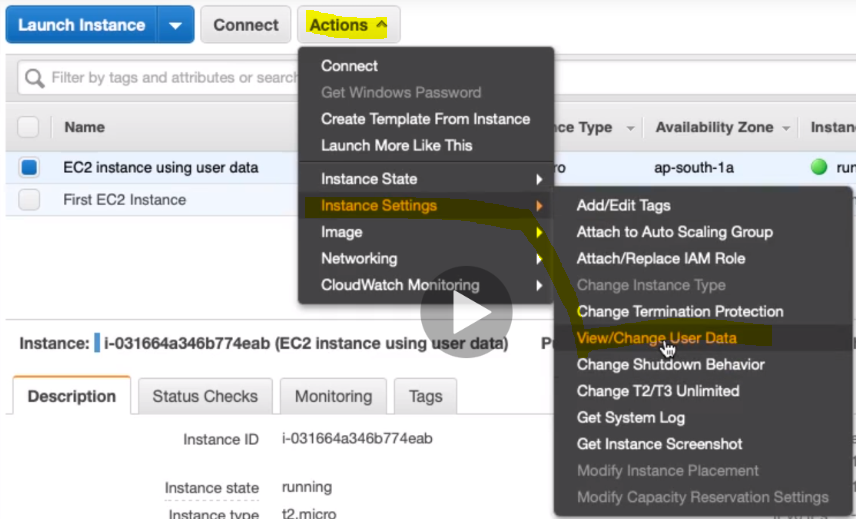 Launch Instance Connect Actions
Filter by tags and attributes or search
Name Type Availability Zone
EC2 instance using user data ap-south-1a
First EC2 Instance
Connect
Get Windows Password
Create Template From Instance
Launch More Like This
Instance State
Instance Settings
Image
Networking
CloudWatch Monitoring
Add/Edit Tags
Attach to Auto Scaling Group
Attach/Replace IAM Role
Change Instance Type
Change Termination Protection
View/Change User Data
Change Shutdown Behavior
Change T2/T3 Unlimited
Get System Log
Get Instance Screenshot
Modify Instance Placement
Modify Capacity Reservation Settings
Instance: i-031664a346b774eab (EC2 instance using user data)
Description Status Checks Monitoring Tags
Instance ID i-031664a346b774eab
Instance state running
Instance type t2.micro